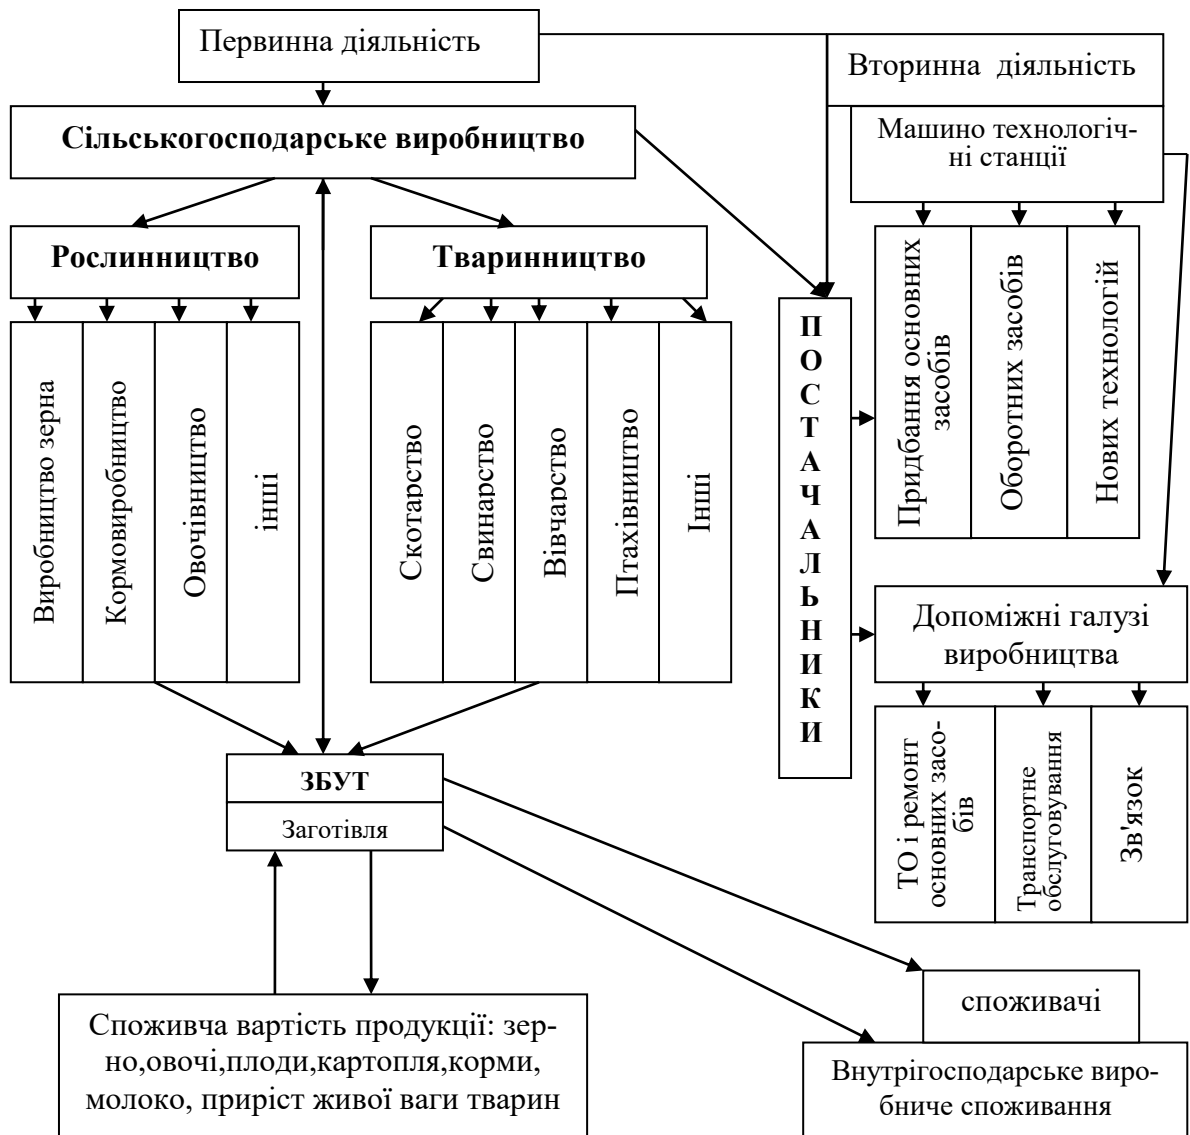 Первинна діяльність
Вторинна діяльність
Сільськогосподарське виробництво
Машино технологіч-
ні станції
Рослинництво
Тваринництво
Виробництво зерна
Кормовиробництво
Овочівництво
інші
Скотарство
Свинарство
Вівчарство
Птахівництво
Інші
ПОСТАЧАЛЬНИКИ
Придбання основних
засобів
Оборотних засобів
Нових технологій
Допоміжні галузі
виробництва
ТО і ремонт
основних засо-
бів
Транспортне
обслуговування
Зв'язок
ЗБУТ
Заготівля
Споживча вартість продукції: зер-
но,овочі,плоди,картопля,корми,
молоко, приріст живої ваги тварин
споживачі
Внутрігосподарське виро-
бниче споживання